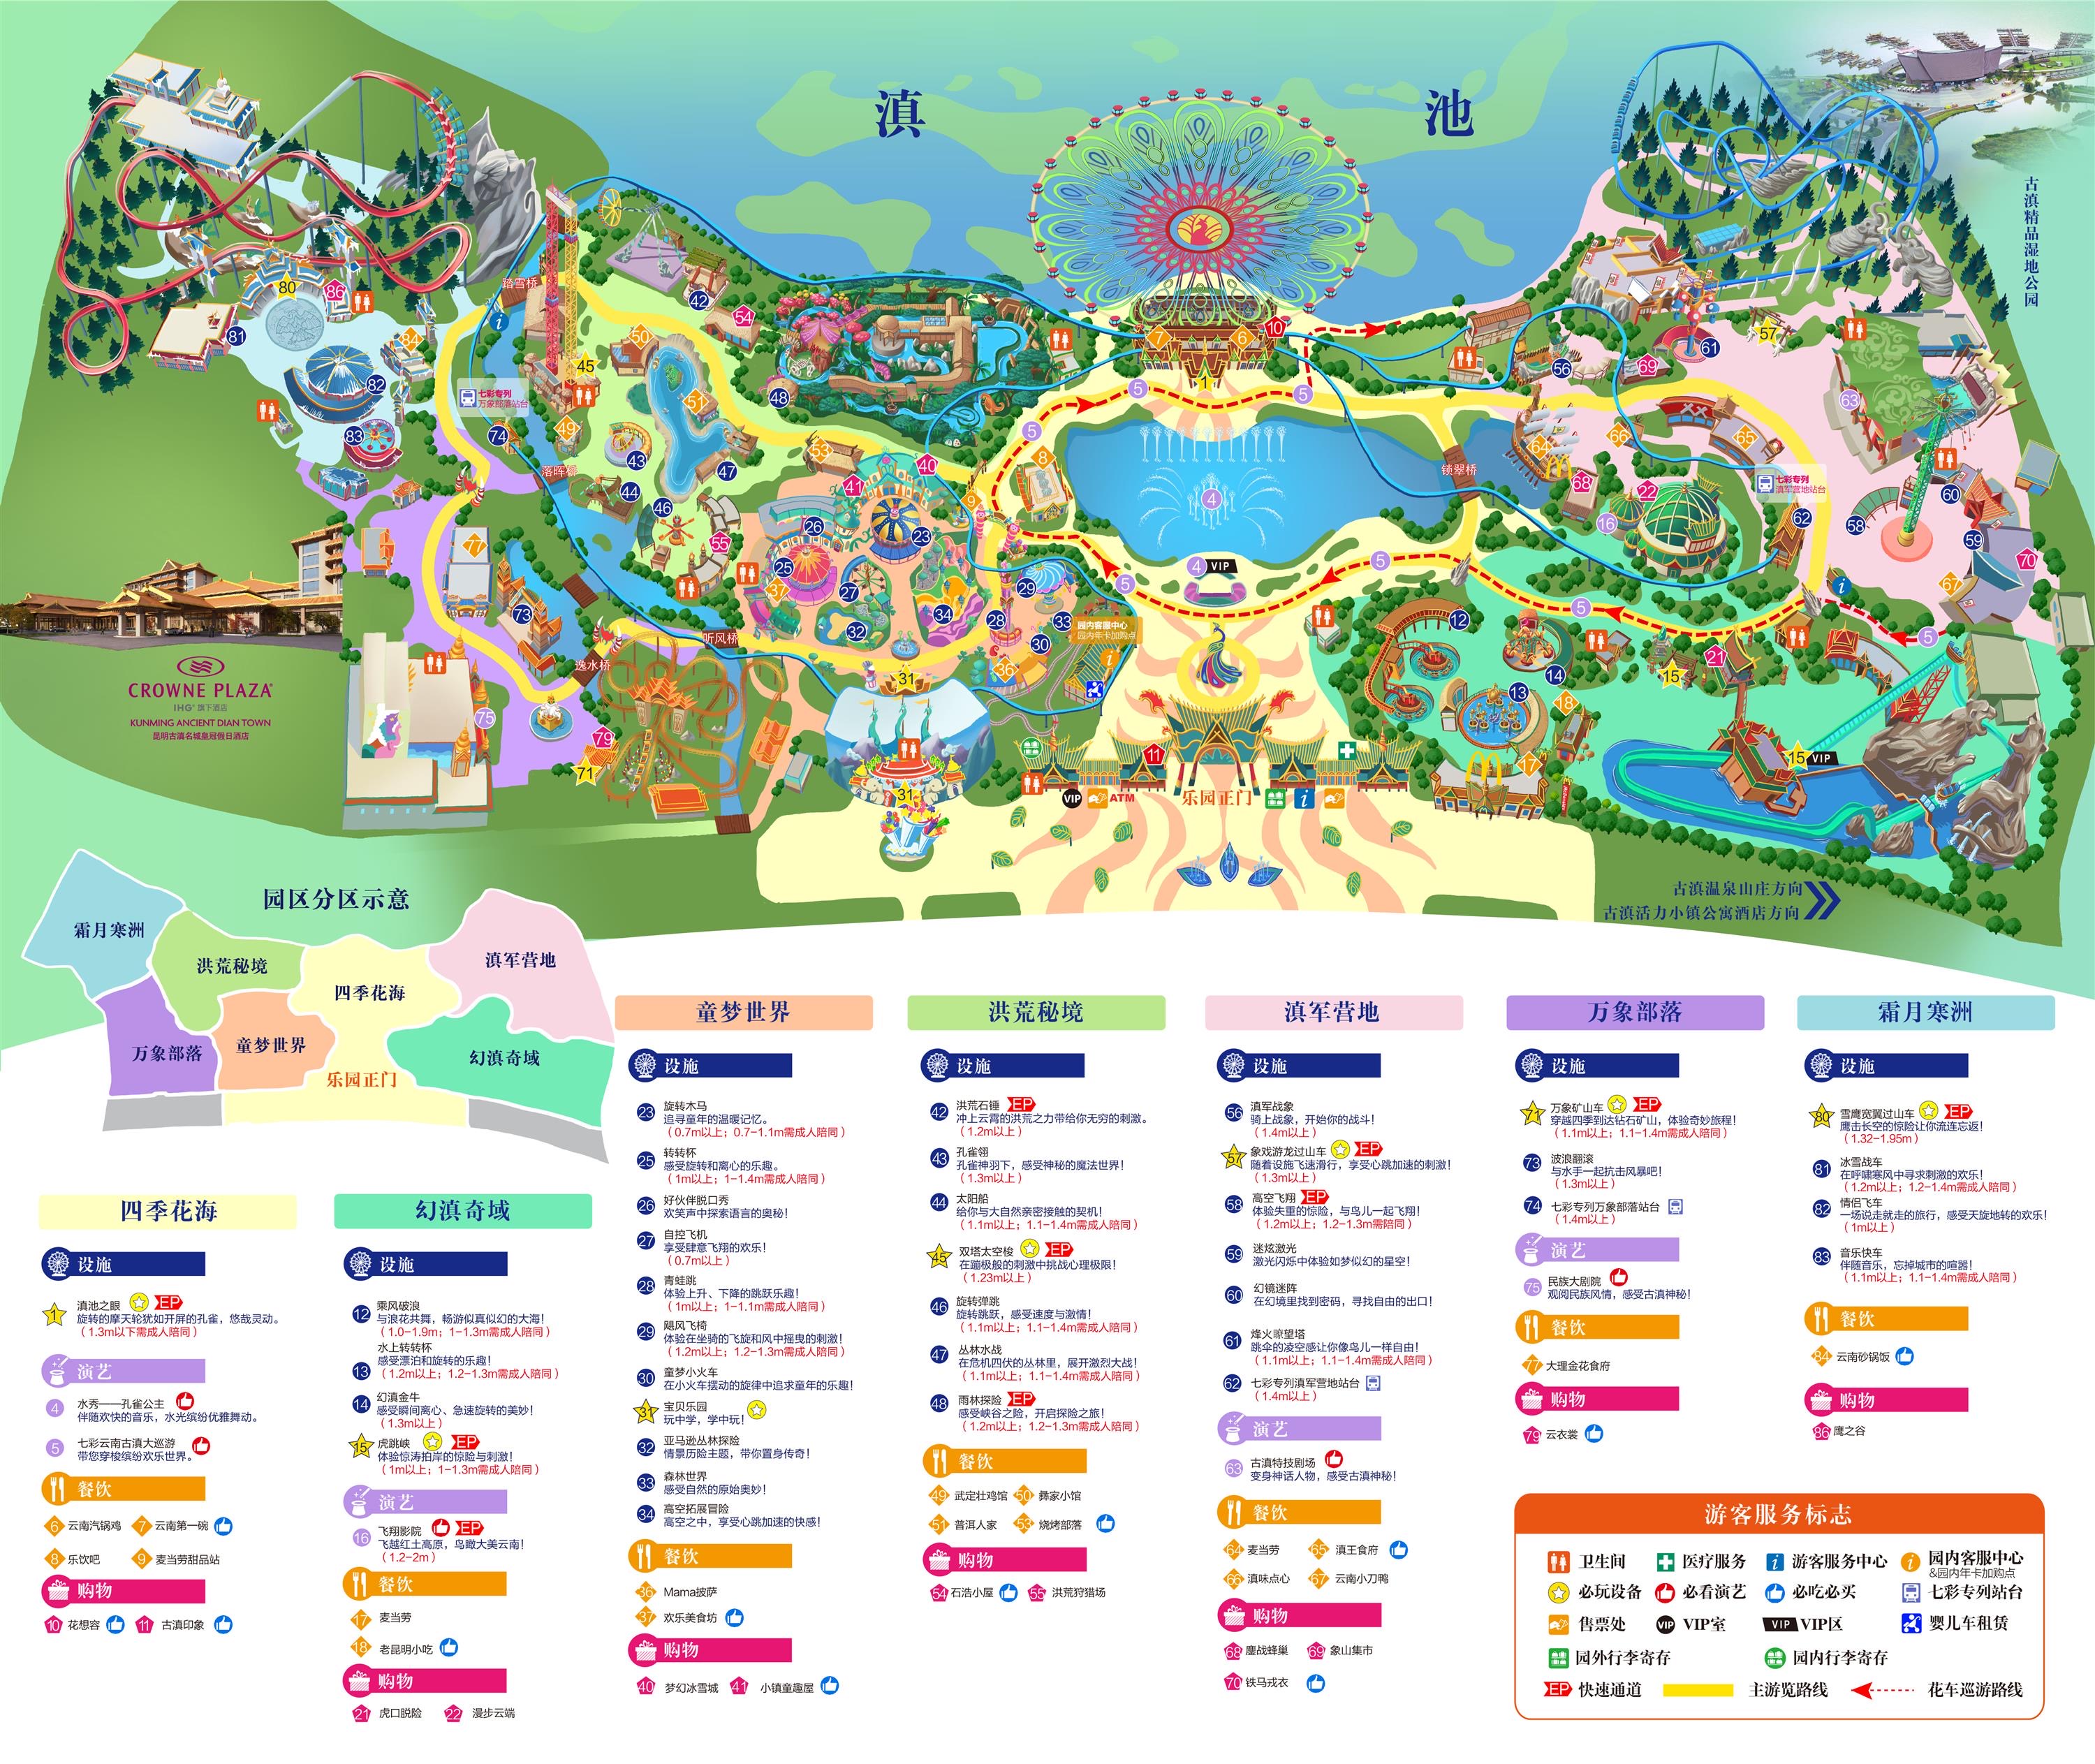 滇 池
古滇精品湿地公园
踏雪桥
七彩专列
万象部落站台
落晖桥
锁翠桥
七彩专列
滇军营地站台
VIP
听风桥
逸水桥
园内客服中心
园内年卡加购点
CROWNE PLAZA
IHG® 旗下酒店
KUNMING ANCIENT DIAN TOWN
昆明古滇名城皇冠假日酒店
VIP
VIP
ATM
乐园正门
古滇温泉山庄方向
古滇活力小镇公寓酒店方向
园区分区示意
霜月寒洲
洪荒秘境
四季花海
滇军营地
万象部落
童梦世界
幻滇奇域
乐园正门
四季花海
设施
1 滇池之眼 EP
旋转的摩天轮犹如开屏的孔雀，悠哉灵动。
（1.3m以下需成人陪同）
演艺
4 水秀——孔雀公主
伴随欢快的音乐，水光缤纷优雅舞动。
5 七彩云南古滇大巡游
带您穿梭缤纷欢乐世界。
餐饮
6 云南汽锅鸡 7 云南第一碗
8 乐饮吧 9 麦当劳甜品站
购物
10 花想容 11 古滇印象
幻滇奇域
设施
12 乘风破浪
与浪花共舞，畅游似真似幻的大海！
（1.0-1.9m；1-1.3m需成人陪同）
13 水上转转杯
感受漂泊和旋转的乐趣！
（1.2m以上；1.2-1.3m需成人陪同）
14 幻滇金牛
感受瞬间离心、急速旋转的美妙！
（1.3m以上）
15 虎跳峡 EP
体验惊涛拍岸的惊险与刺激！
（1m以上；1-1.3m需成人陪同）
演艺
16 飞翔影院 EP
飞越红土高原，鸟瞰大美云南！
（1.2-2m）
餐饮
17 麦当劳
18 老昆明小吃
购物
21 虎口脱险 22 漫步云端
童梦世界
设施
23 旋转木马
追寻童年的温暖记忆。
（0.7m以上；0.7-1.1m需成人陪同）
25 转转杯
感受旋转和离心的乐趣。
（1m以上；1-1.4m需成人陪同）
26 好伙伴脱口秀
欢笑声中探索语言的奥秘！
27 自控飞机
享受肆意飞翔的欢乐！
（0.7m以上）
28 青蛙跳
体验上升、下降的跳跃乐趣！
（1m以上；1-1.1m需成人陪同）
29 飓风飞椅
体验在坐骑的飞旋和风中摇曳的刺激！
（1.2m以上；1.2-1.3m需成人陪同）
30 童梦小火车
在小火车摆动的旋律中追求童年的乐趣！
31 宝贝乐园
玩中学，学中玩！
32 亚马逊丛林探险
情景历险主题，带你置身传奇！
33 森林世界
感受自然的原始奥妙！
34 高空拓展冒险
高空之中，享受心跳加速的快感！
餐饮
36 Mama披萨
37 欢乐美食坊
购物
40 梦幻冰雪城 41 小镇童趣屋
洪荒秘境
设施
42 洪荒石锤 EP
冲上云霄的洪荒之力带给你无穷的刺激。
（1.2m以上）
43 孔雀翎
孔雀神羽下，感受神秘的魔法世界！
（1.3m以上）
44 太阳船
给你与大自然亲密接触的契机！
（1.1m以上；1.1-1.4m需成人陪同）
45 双塔太空梭 EP
在蹦极般的刺激中挑战心理极限！
（1.23m以上）
46 旋转弹跳
旋转跳跃，感受速度与激情！
（1.1m以上；1.1-1.4m需成人陪同）
47 丛林水战
在危机四伏的丛林里，展开激烈大战！
（1.1m以上；1.1-1.4m需成人陪同）
48 雨林探险 EP
感受峡谷之险，开启探险之旅！
（1.2m以上；1.2-1.3m需成人陪同）
餐饮
49 武定壮鸡馆 50 彝家小馆
51 普洱人家 53 烧烤部落
购物
54 石浩小屋 55 洪荒狩猎场
滇军营地
设施
56 滇军战象
骑上战象，开始你的战斗！
（1.4m以上）
57 象戏游龙过山车 EP
随着设施飞速滑行，享受心跳加速的刺激！
（1.3m以上）
58 高空飞翔 EP
体验失重的惊险，与鸟儿一起飞翔！
（1.2m以上；1.2-1.3m需陪同）
59 迷炫激光
激光闪烁中体验如梦似幻的星空！
60 幻镜迷阵
在幻境里找到密码，寻找自由的出口！
61 烽火暸望塔
跳伞的凌空感让你像鸟儿一样自由！
（1.1m以上；1.1-1.4m需成人陪同）
62 七彩专列滇军营地站台
（1.4m以上）
演艺
63 古滇特技剧场
变身神话人物，感受古滇神秘！
餐饮
64 麦当劳 65 滇王食府
66 滇味点心 67 云南小刀鸭
购物
68 鏖战蜂巢 69 象山集市
70 铁马戎衣
万象部落
设施
71 万象矿山车 EP
穿越四季到达钻石矿山，体验奇妙旅程！
（1.1m以上；1.1-1.4m需成人陪同）
73 波浪翻滚
与水手一起抗击风暴吧！
（1.3m以上）
74 七彩专列万象部落站台
（1.4m以上）
演艺
75 民族大剧院
观阅民族风情，感受古滇神秘！
餐饮
77 大理金花食府
购物
79 云衣裳
霜月寒洲
设施
80 雪鹰宽翼过山车 EP
鹰击长空的惊险让你流连忘返！
（1.32-1.95m）
81 冰雪战车
在呼啸寒风中寻求刺激的欢乐！
（1.2m以上；1.2-1.4m需成人陪同）
82 情侣飞车
一场说走就走的旅行，感受天旋地转的欢乐！
（1m以上）
83 音乐快车
伴随音乐，忘掉城市的喧嚣！
（1.1m以上；1.1-1.4m需成人陪同）
餐饮
84 云南砂锅饭
购物
86 鹰之谷
游客服务标志
卫生间 医疗服务 游客服务中心 园内客服中心
&园内年卡加购点
必玩设备 必看演艺 必吃必买 七彩专列站台
售票处 VIP VIP室 VIP VIP区 婴儿车租赁
园外行李寄存 园内行李寄存
EP 快速通道 主游览路线 花车巡游路线